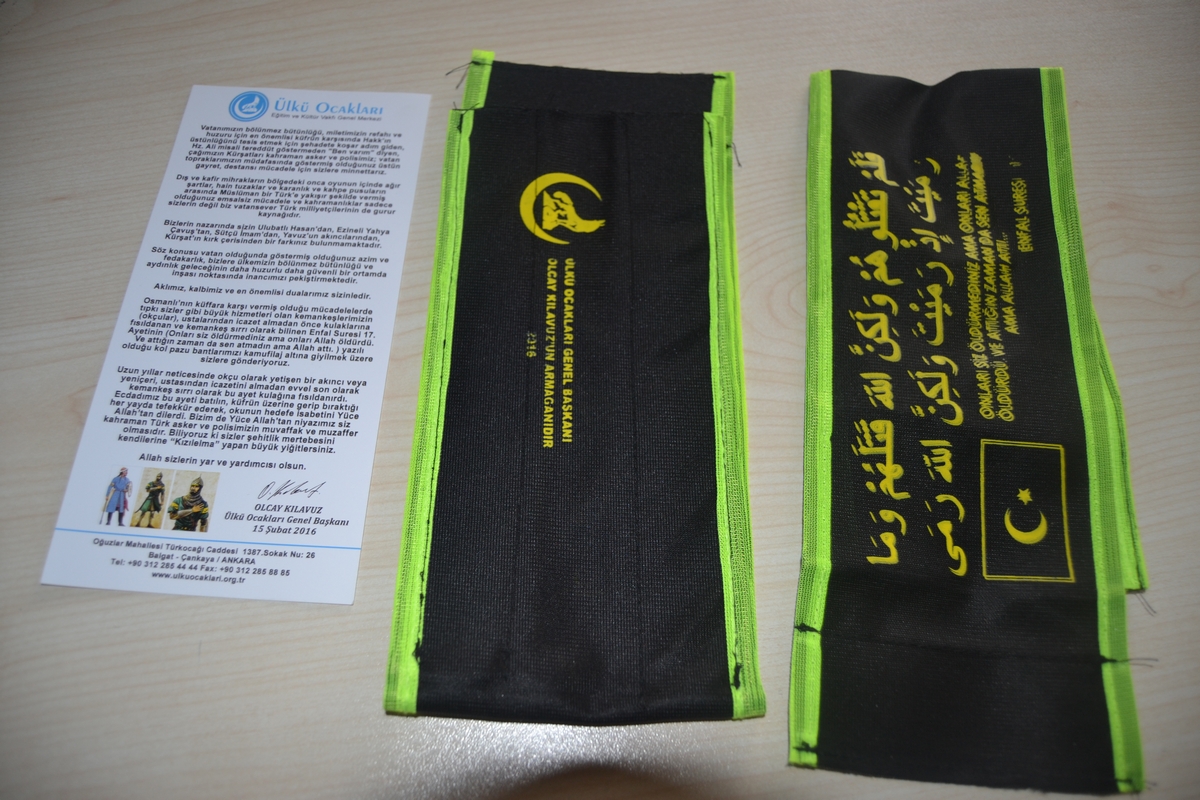 ÜLKÜ OCAKLARI
Eğitim ve Kültür Vakfı Genel Merkezi
Vatanımızın bölünmez bütünlüğü, milletimizin refahı ve
huzuru için en önemlisi küfrün karşısında Hakk'ın
üstünlüğünü tesis etmek için şehadete koşar adım giden,
Hz. Ali misali tereddüt göstermeden "Ben varım" diyen,
çağımızın Kürşatları kahraman asker ve polisimiz; vatan
topraklarımızın müdafasında göstermiş olduğunuz üstün
gayret, destansı mücadele için sizlere minnettarız.
Dış ve kafir mihrakların bölgedeki onca oyunun içinde ağır
şartlar, hain tuzaklar ve karanlık ve kahpe pusuların
arasında Müslüman bir Türk'e yakışır şekilde vermiş
olduğunuz emsalsiz mücadele ve kahramanlıklar sadece
sizlerin değil biz vatansever Türk milliyetçilerinin de gurur
kaynağıdır.
Bizlerin nazarında sizin Ulubatlı Hasan'dan, Ezineli Yahya
Çavuş'tan, Sütçü İmam'dan, Yavuz'un akıncılarından,
Kürşat'ın kırk çerisinden bir farkınız bulunmamaktadır.
Söz konusu vatan olduğunda göstermiş olduğunuz azim ve
fedakarlık, bizlere ülkemizin bölünmez bütünlüğü ve
aydınlık geleceğinin daha huzurlu daha güvenli bir ortamda
inşası noktasında inancımızı pekiştirmektedir.
Aklımız, kalbimiz ve en önemlisi dualarımız sizinledir.
Osmanlı'nın küffara karşı vermiş olduğu mücadelelerde
tıpkı sizler gibi büyük hizmetleri olan kemankeşlerimizin
(okçular), ustalarından icazet almadan önce kulaklarına
fısıldanan ve kemankeş sırrı olarak bilinen Enfal Suresi 17.
Ayetinin (Onları siz öldürmediniz ama onları Allah öldürdü.
Ve attığın zaman da sen atmadın ama Allah attı. ) yazılı
olduğu kol pazu bantlarımızı kamuflaj altına giyilmek üzere
sizlere gönderiyoruz.
Uzun yıllar neticesinde okçu olarak yetişen bir akıncı veya
yeniçeri, ustasından icazetini almadan evvel son olarak
kemankeş sırrı olarak bu ayet kulağına fısıldanırdı.
Ecdadımız bu ayeti batılın, küfrün üzerine gerip bıraktığı
her yayda tefekkür ederek, okunun hedefe isabetini Yüce
Allah'tan dilerdi. Bizim de Yüce Allah'tan niyazımız siz
kahraman Türk asker ve polisimizin muvaffak ve muzaffer
olmasıdır. Biliyoruz ki sizler şehitlik mertebesini
kendilerine "Kızılelma" yapan büyük yiğitlersiniz.
Allah sizlerin yar ve yardımcısı olsun.
OLCAY KILAVUZ
Ülkü Ocakları Genel Başkanı
15 Şubat 2016
Oğuzlar Mahallesi Türkocağı Caddesi 1387.Sokak Nu: 26
Balgat - Çankaya / ANKARA
Tel: +90 312 285 44 44 Fax: +90 312 285 88 85
www.ulkuocaklari.org.tr
ÜLKÜ OCAKLARI GENEL BAŞKANI
OLCAY KILAVUZ'UN ARMAĞANIDIR
2016
فَلَمْ تَقْتُلُوهُمْ وَلَكِنَّ اللهَ قَتَلَهُمْ وَمَا
رَمَيْتَ إِذْ رَمَيْتَ وَلَكِنَّ اللهَ رَمَى
ONLARI SİZ ÖLDÜRMEDİNİZ AMA ONLARI ALLAH
ÖLDÜRDÜ. VE ATTIĞIN ZAMAN DA SEN ATMADIN
AMA ALLAH ATTI...
ENFAL SURESİ